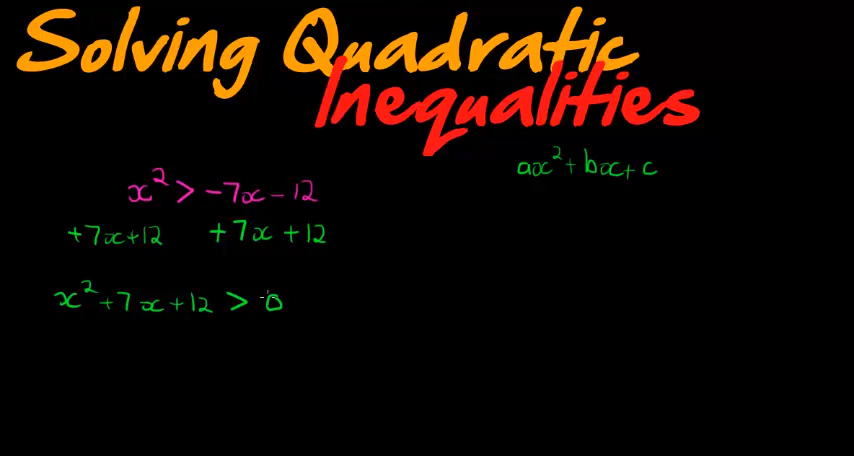 Solving Quadratic
Inequalities
ax² + bx + c
x² > -7x - 12
+7x+12 +7x +12
x² + 7x + 12 > 0